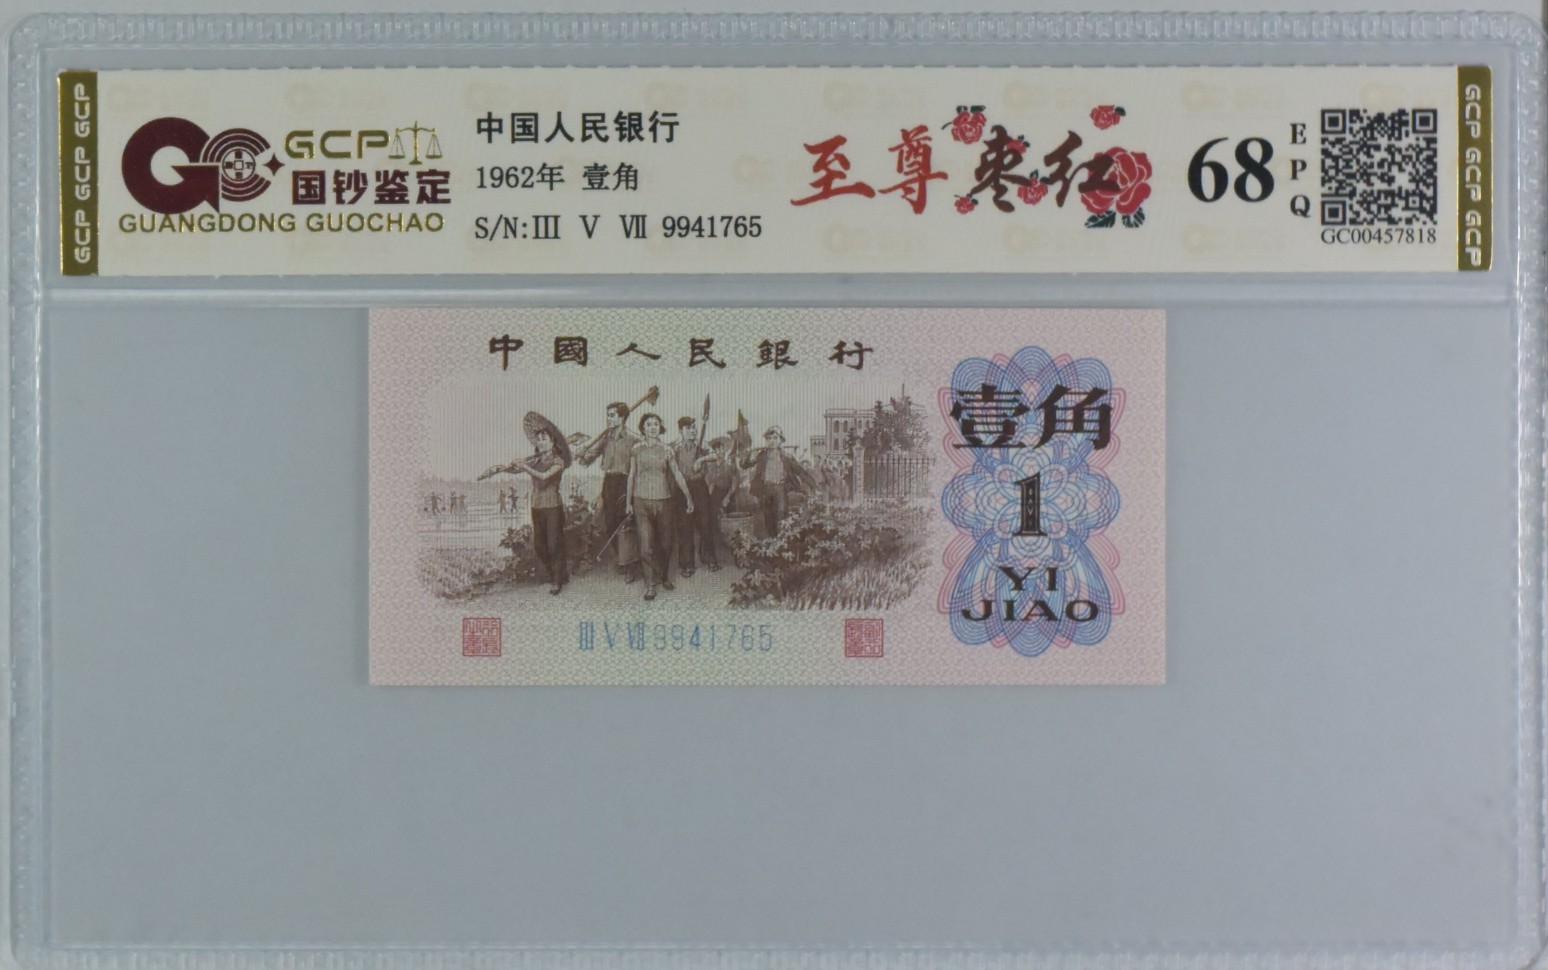 GCP GCP GCP
GCP
国钞鉴定
GUANGDONG GUOCHAO
中国人民银行
1962年 壹角
S/N:III V VII 9941765
至尊枣红
68
EPQ
GC00457818
GCP GCP GCP
中國人民銀行
壹角
1
YI
JIAO
III V VII 9941765